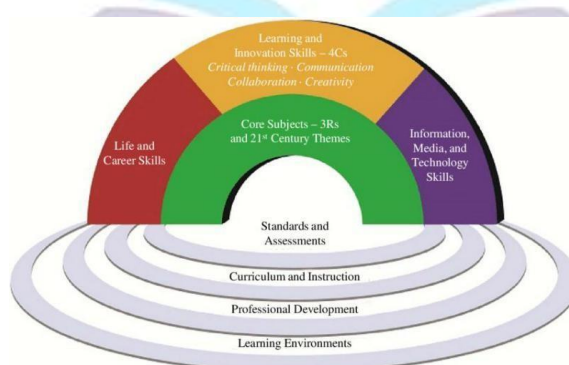 Learning and
Innovation Skills – 4Cs
Critical thinking · Communication
Collaboration · Creativity
Core Subjects – 3Rs
and 21st Century Themes
Life and
Career Skills
Information,
Media, and
Technology
Skills
Standards and
Assessments
Curriculum and Instruction
Professional Development
Learning Environments